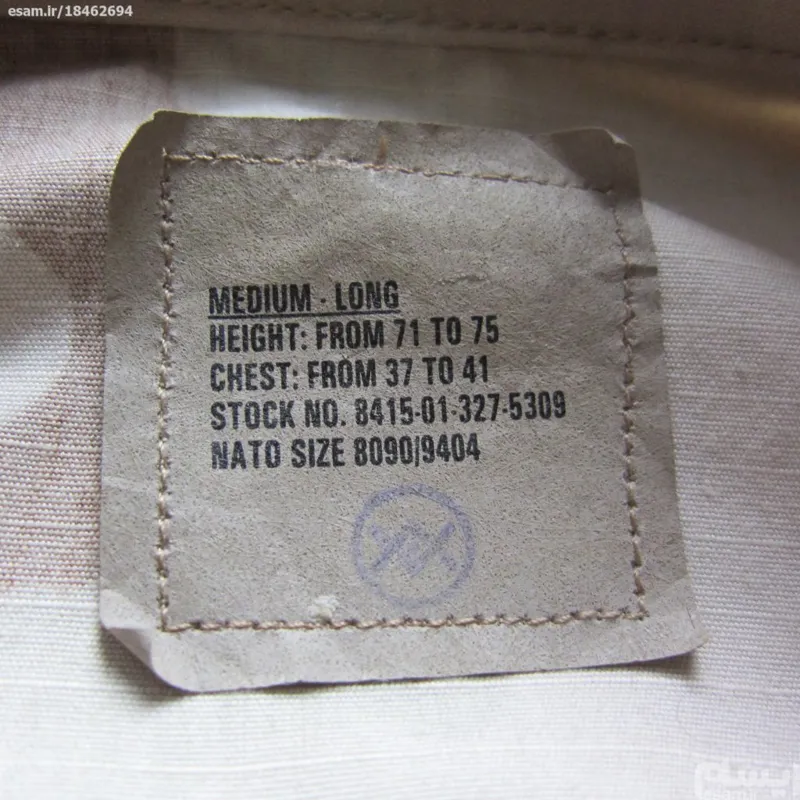 esam.ir/18462694
MEDIUM - LONG
HEIGHT: FROM 71 TO 75
CHEST: FROM 37 TO 41
STOCK NO. 8415-01-327-5309
NATO SIZE 8090/9404
ایسام